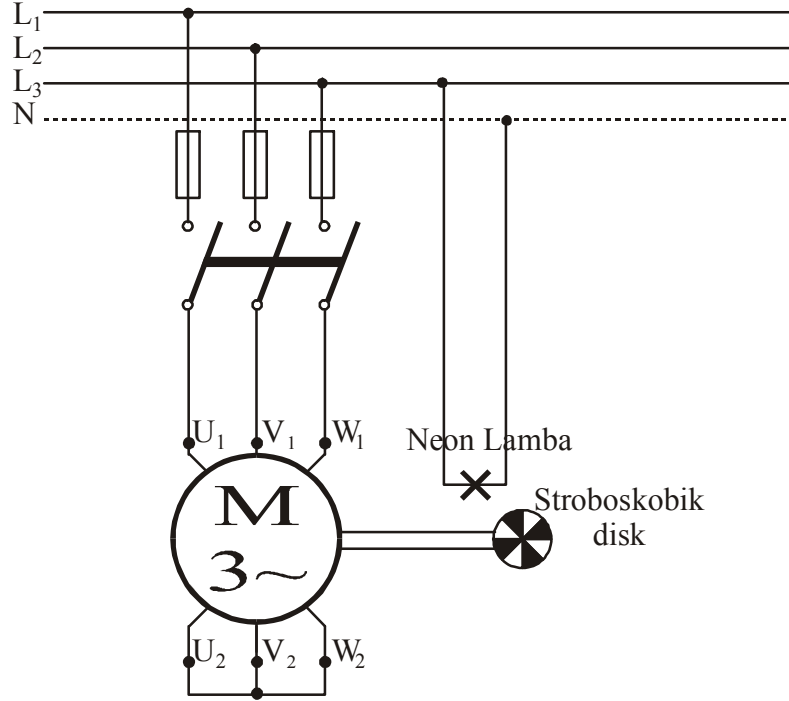 L₁
L₂
L₃
N
U₁ V₁ W₁
Neon Lamba
Stroboskobik
disk
M
3~
U₂ V₂ W₂